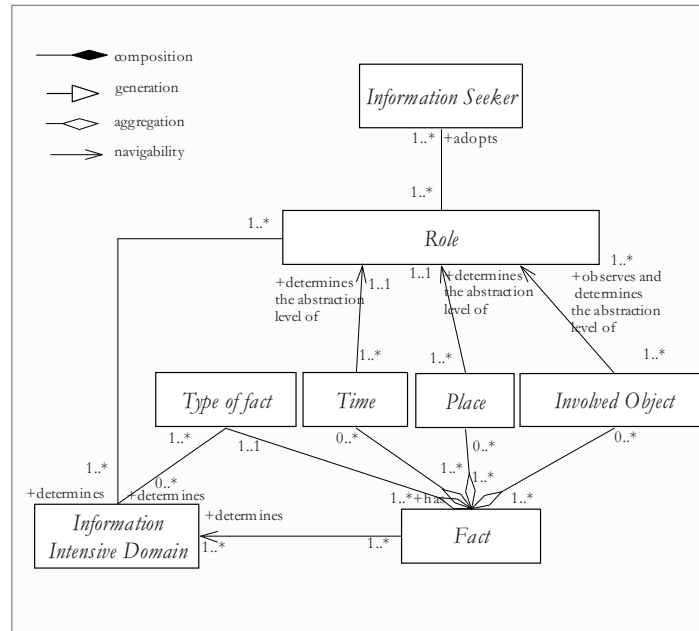 composition
generation
aggregation
navigability
Information Seeker
1..* +adopts
1..*
1..*
Role
1..1
1..1
1..*
+determines
the abstraction
level of
+determines
the abstraction
level of
+observes and
determines
the abstraction
level of
1..*
1..*
1..*
Type of fact
Time
Place
Involved Object
1..*
1..1
0..*
0..*
0..*
1..*
0..*
1..*
1..*
+determines
+determines
1..* +has
1..*
Information
Intensive Domain
+determines
1..*
1..*
Fact